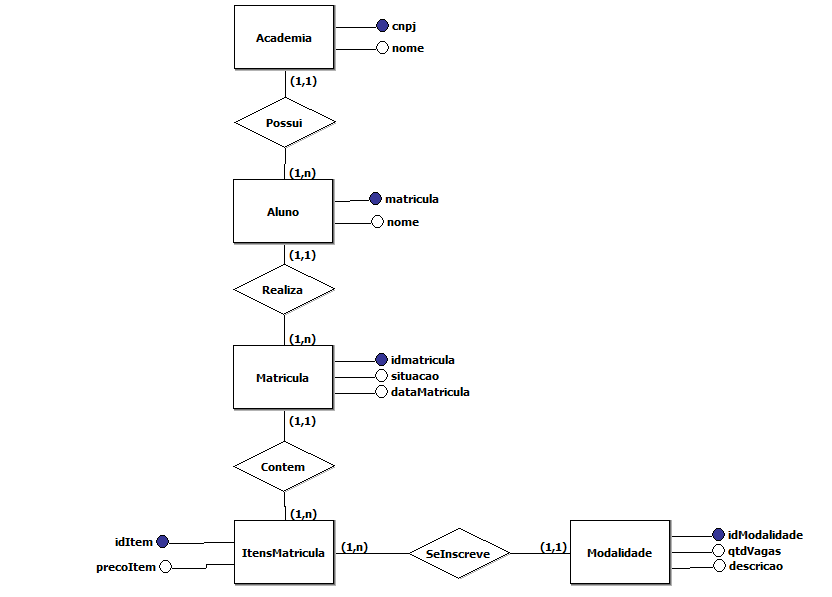 cnpj
Academia
nome
(1,1)
Possui
(1,n)
matricula
Aluno
nome
(1,1)
Realiza
(1,n)
idmatricula
situacao
Matricula
dataMatricula
(1,1)
Contem
(1,n)
idItem
precoItem
ItensMatricula
(1,n)
SeInscreve
(1,1)
Modalidade
idModalidade
qtdVagas
descricao